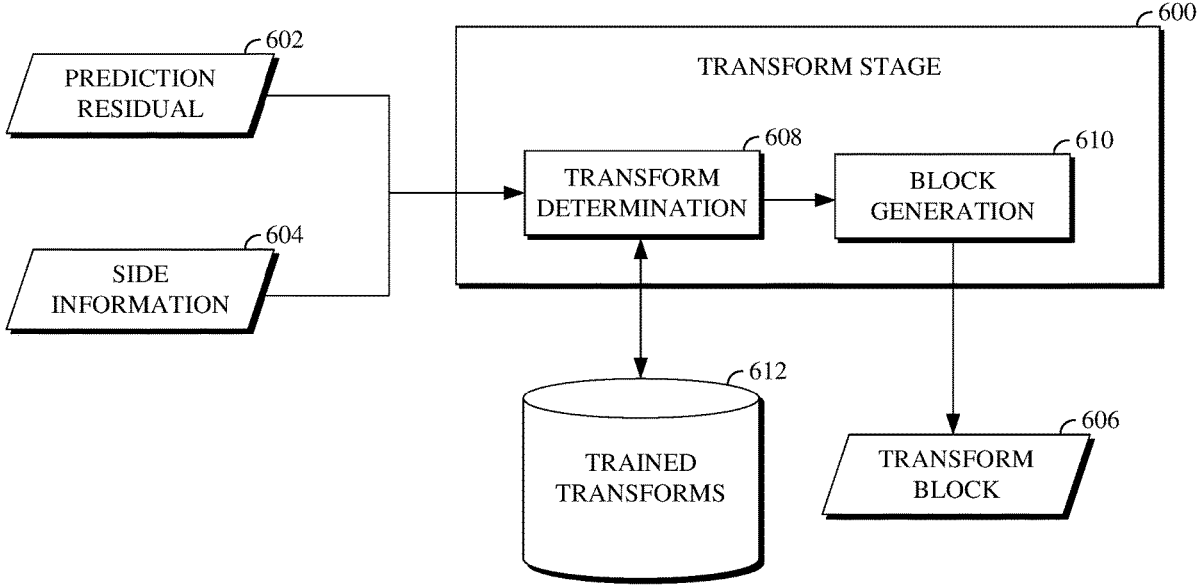 600
602
PREDICTION
RESIDUAL
TRANSFORM STAGE
608
TRANSFORM
DETERMINATION
610
BLOCK
GENERATION
604
SIDE
INFORMATION
612
TRAINED
TRANSFORMS
606
TRANSFORM
BLOCK